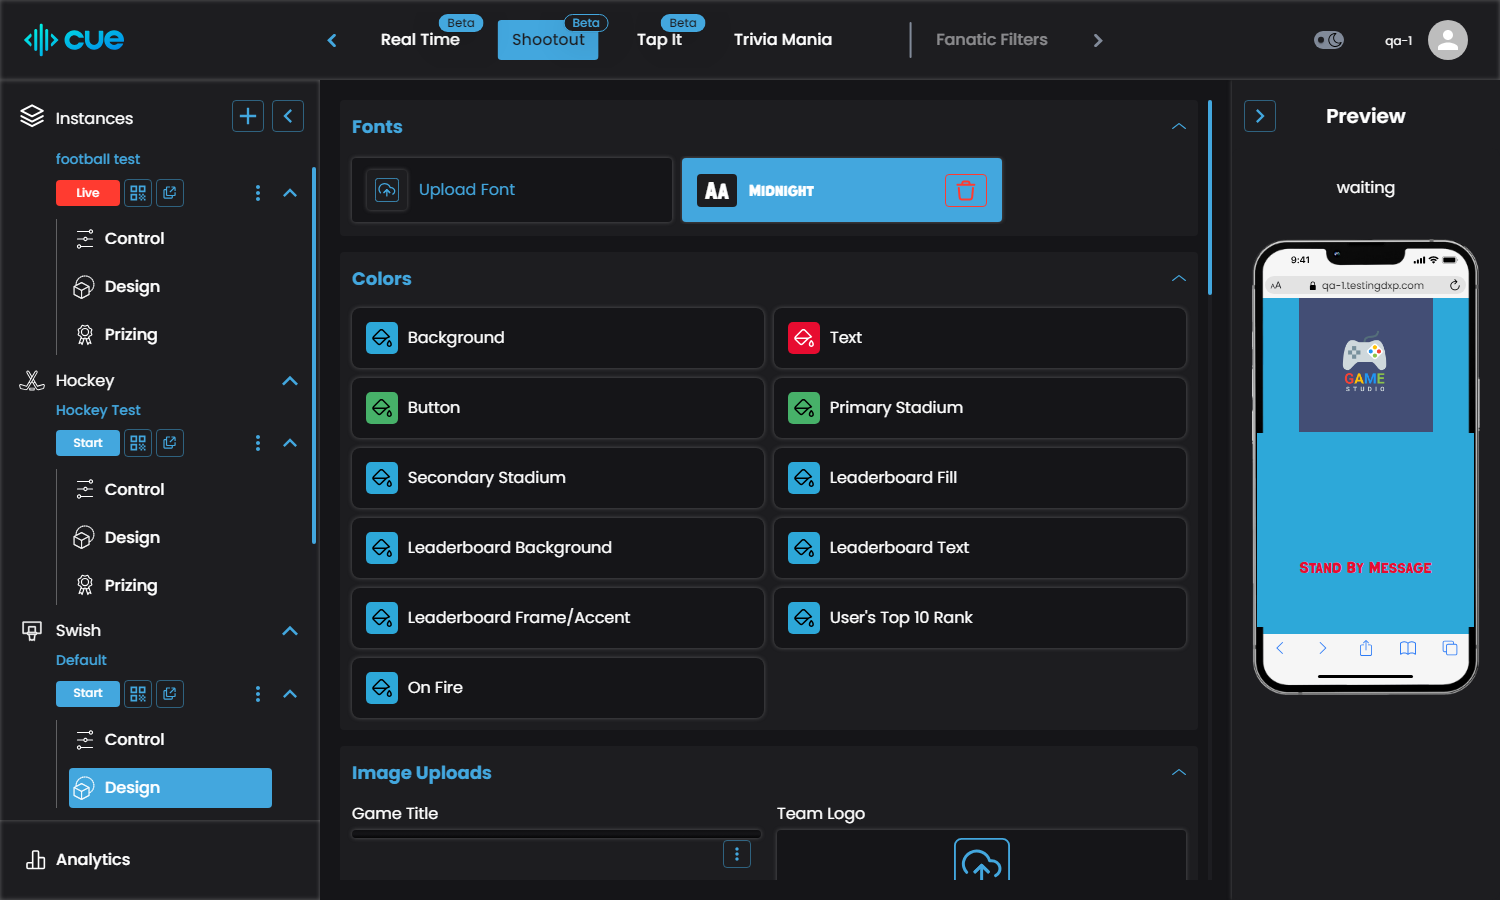 cue
Real Time
Beta
Shootout
Beta
Tap It
Beta
Trivia Mania
Fanatic Filters
qa-1
Instances
football test
Live
Control
Design
Prizing
Hockey
Hockey Test
Start
Control
Design
Prizing
Swish
Default
Start
Control
Design
Analytics
Fonts
Upload Font
AA
Midnight
Colors
Background
Text
Button
Primary Stadium
Secondary Stadium
Leaderboard Fill
Leaderboard Background
Leaderboard Text
Leaderboard Frame/Accent
User's Top 10 Rank
On Fire
Image Uploads
Game Title
Team Logo
Preview
waiting
9:41
AA
qa-1.testingdxp.com
GAME
STUDIO
Stand By Message